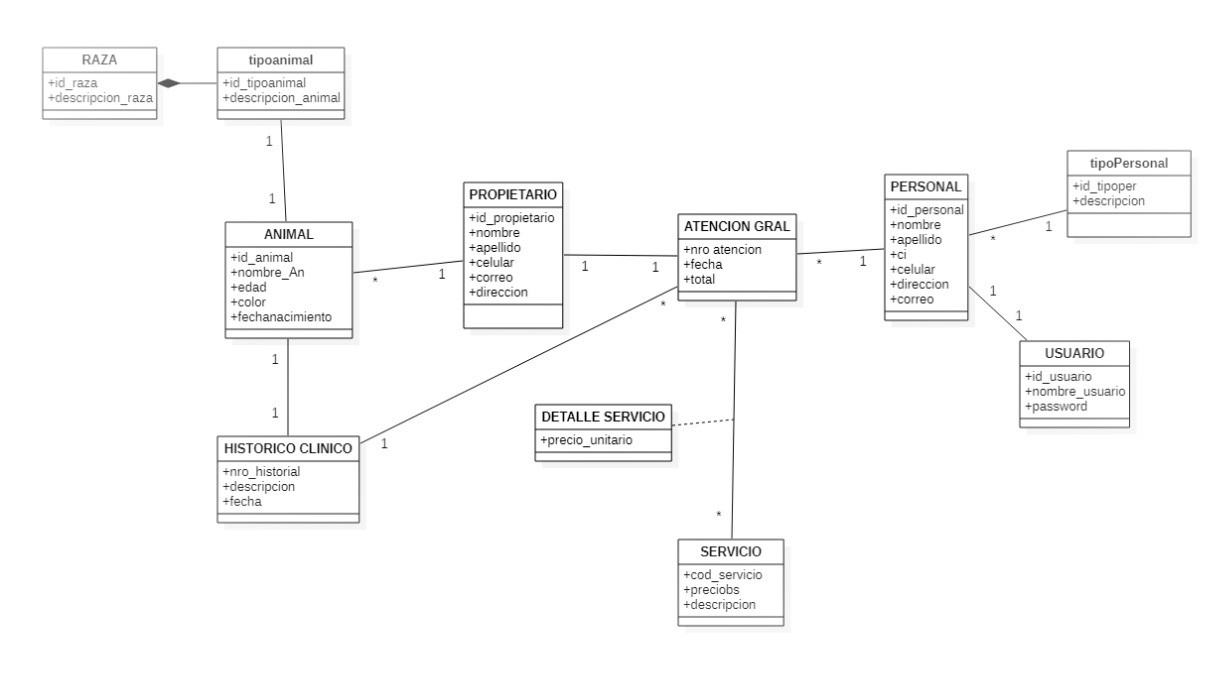 RAZA
+id_raza
+descripcion_raza
tipoanimal
+id_tipoanimal
+descripcion_animal
1
1
ANIMAL
+id_animal
+nombre_An
+edad
+color
+fechanacimiento
*
1
PROPIETARIO
+id_propietario
+nombre
+apellido
+celular
+correo
+direccion
1
1
ATENCION GRAL
+nro atencion
+fecha
+total
*
1
PERSONAL
+id_personal
+nombre
+apellido
+ci
+celular
+direccion
+correo
*
1
tipoPersonal
+id_tipoper
+descripcion
1
1
USUARIO
+id_usuario
+nombre_usuario
+password
1
1
HISTORICO CLINICO
+nro_historial
+descripcion
+fecha
1
*
*
DETALLE SERVICIO
+precio_unitario
*
SERVICIO
+cod_servicio
+preciobs
+descripcion